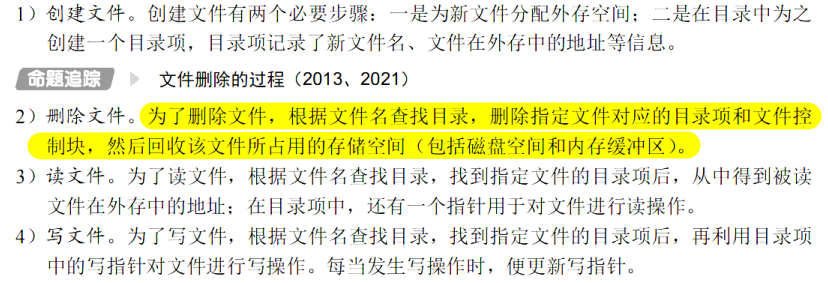 1）创建文件。创建文件有两个必要步骤：一是为新文件分配外存空间；二是在目录中为之
创建一个目录项，目录项记录了新文件名、文件在外存中的地址等信息。
命题追踪 文件删除的过程（2013、2021）
2）删除文件。为了删除文件，根据文件名查找目录，删除指定文件对应的目录项和文件控
制块，然后回收该文件所占用的存储空间（包括磁盘空间和内存缓冲区）。
3）读文件。为了读文件，根据文件名查找目录，找到指定文件的目录项后，从中得到被读
文件在外存中的地址；在目录项中，还有一个指针用于对文件进行读操作。
4）写文件。为了写文件，根据文件名查找目录，找到指定文件的目录项后，再利用目录项
中的写指针对文件进行写操作。每当发生写操作时，便更新写指针。